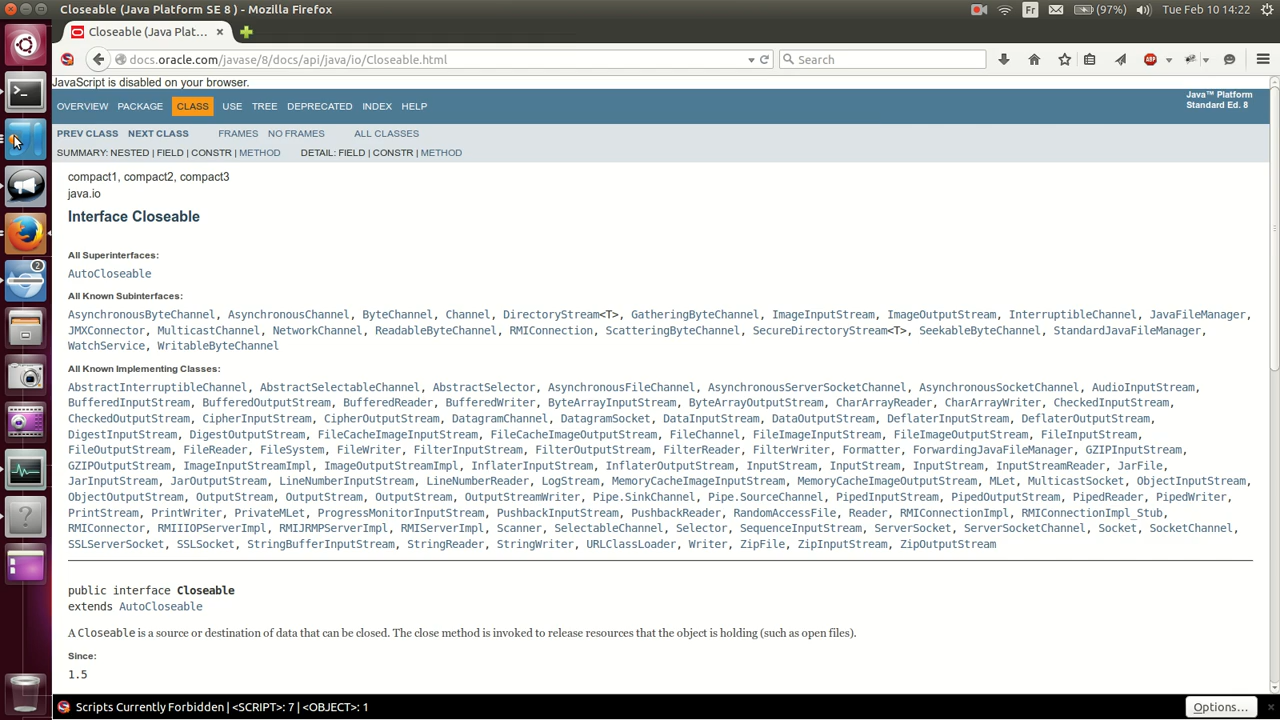 Closeable (Java Platform SE 8 ) - Mozilla Firefox
Fr
(97%)
Tue Feb 10 14:22
Closeable (Java Plat...
docs.oracle.com/javase/8/docs/api/java/io/Closeable.html
Search
ABP
JavaScript is disabled on your browser.
OVERVIEW PACKAGE CLASS USE TREE DEPRECATED INDEX HELP
Java™ Platform
Standard Ed. 8
PREV CLASS NEXT CLASS FRAMES NO FRAMES ALL CLASSES
SUMMARY: NESTED | FIELD | CONSTR | METHOD DETAIL: FIELD | CONSTR | METHOD
compact1, compact2, compact3
java.io
Interface Closeable
All Superinterfaces:
AutoCloseable
All Known Subinterfaces:
AsynchronousByteChannel, AsynchronousChannel, ByteChannel, Channel, DirectoryStream<T>, GatheringByteChannel, ImageInputStream, ImageOutputStream, InterruptibleChannel, JavaFileManager,
JMXConnector, MulticastChannel, NetworkChannel, ReadableByteChannel, RMIConnection, ScatteringByteChannel, SecureDirectoryStream<T>, SeekableByteChannel, StandardJavaFileManager,
WatchService, WritableByteChannel
All Known Implementing Classes:
AbstractInterruptibleChannel, AbstractSelectableChannel, AbstractSelector, AsynchronousFileChannel, AsynchronousServerSocketChannel, AsynchronousSocketChannel, AudioInputStream,
BufferedInputStream, BufferedOutputStream, BufferedReader, BufferedWriter, ByteArrayInputStream, ByteArrayOutputStream, CharArrayReader, CharArrayWriter, CheckedInputStream,
CheckedOutputStream, CipherInputStream, CipherOutputStream, DatagramChannel, DatagramSocket, DataInputStream, DataOutputStream, DeflaterInputStream, DeflaterOutputStream,
DigestInputStream, DigestOutputStream, FileCacheImageInputStream, FileCacheImageOutputStream, FileChannel, FileImageInputStream, FileImageOutputStream, FileInputStream,
FileOutputStream, FileReader, FileSystem, FileWriter, FilterInputStream, FilterOutputStream, FilterReader, FilterWriter, Formatter, ForwardingJavaFileManager, GZIPInputStream,
GZIPOutputStream, ImageInputStreamImpl, ImageOutputStreamImpl, InflaterInputStream, InflaterOutputStream, InputStream, InputStream, InputStream, InputStreamReader, JarFile,
JarInputStream, JarOutputStream, LineNumberInputStream, LineNumberReader, LogStream, MemoryCacheImageInputStream, MemoryCacheImageOutputStream, MLet, MulticastSocket, ObjectInputStream,
ObjectOutputStream, OutputStream, OutputStream, OutputStream, OutputStreamWriter, Pipe.SinkChannel, Pipe.SourceChannel, PipedInputStream, PipedOutputStream, PipedReader, PipedWriter,
PrintStream, PrintWriter, PrivateMLet, ProgressMonitorInputStream, PushbackInputStream, PushbackReader, RandomAccessFile, Reader, RMIConnectionImpl, RMIConnectionImpl_Stub,
RMIConnector, RMIIIOPServerImpl, RMIJRMPServerImpl, RMIServerImpl, Scanner, SelectableChannel, Selector, SequenceInputStream, ServerSocket, ServerSocketChannel, Socket, SocketChannel,
SSLServerSocket, SSLSocket, StringBufferInputStream, StringReader, StringWriter, URLClassLoader, Writer, ZipFile, ZipInputStream, ZipOutputStream
public interface Closeable
extends AutoCloseable
A Closeable is a source or destination of data that can be closed. The close method is invoked to release resources that the object is holding (such as open files).
Since:
1.5
Scripts Currently Forbidden | <SCRIPT>: 7 | <OBJECT>: 1
Options...
2